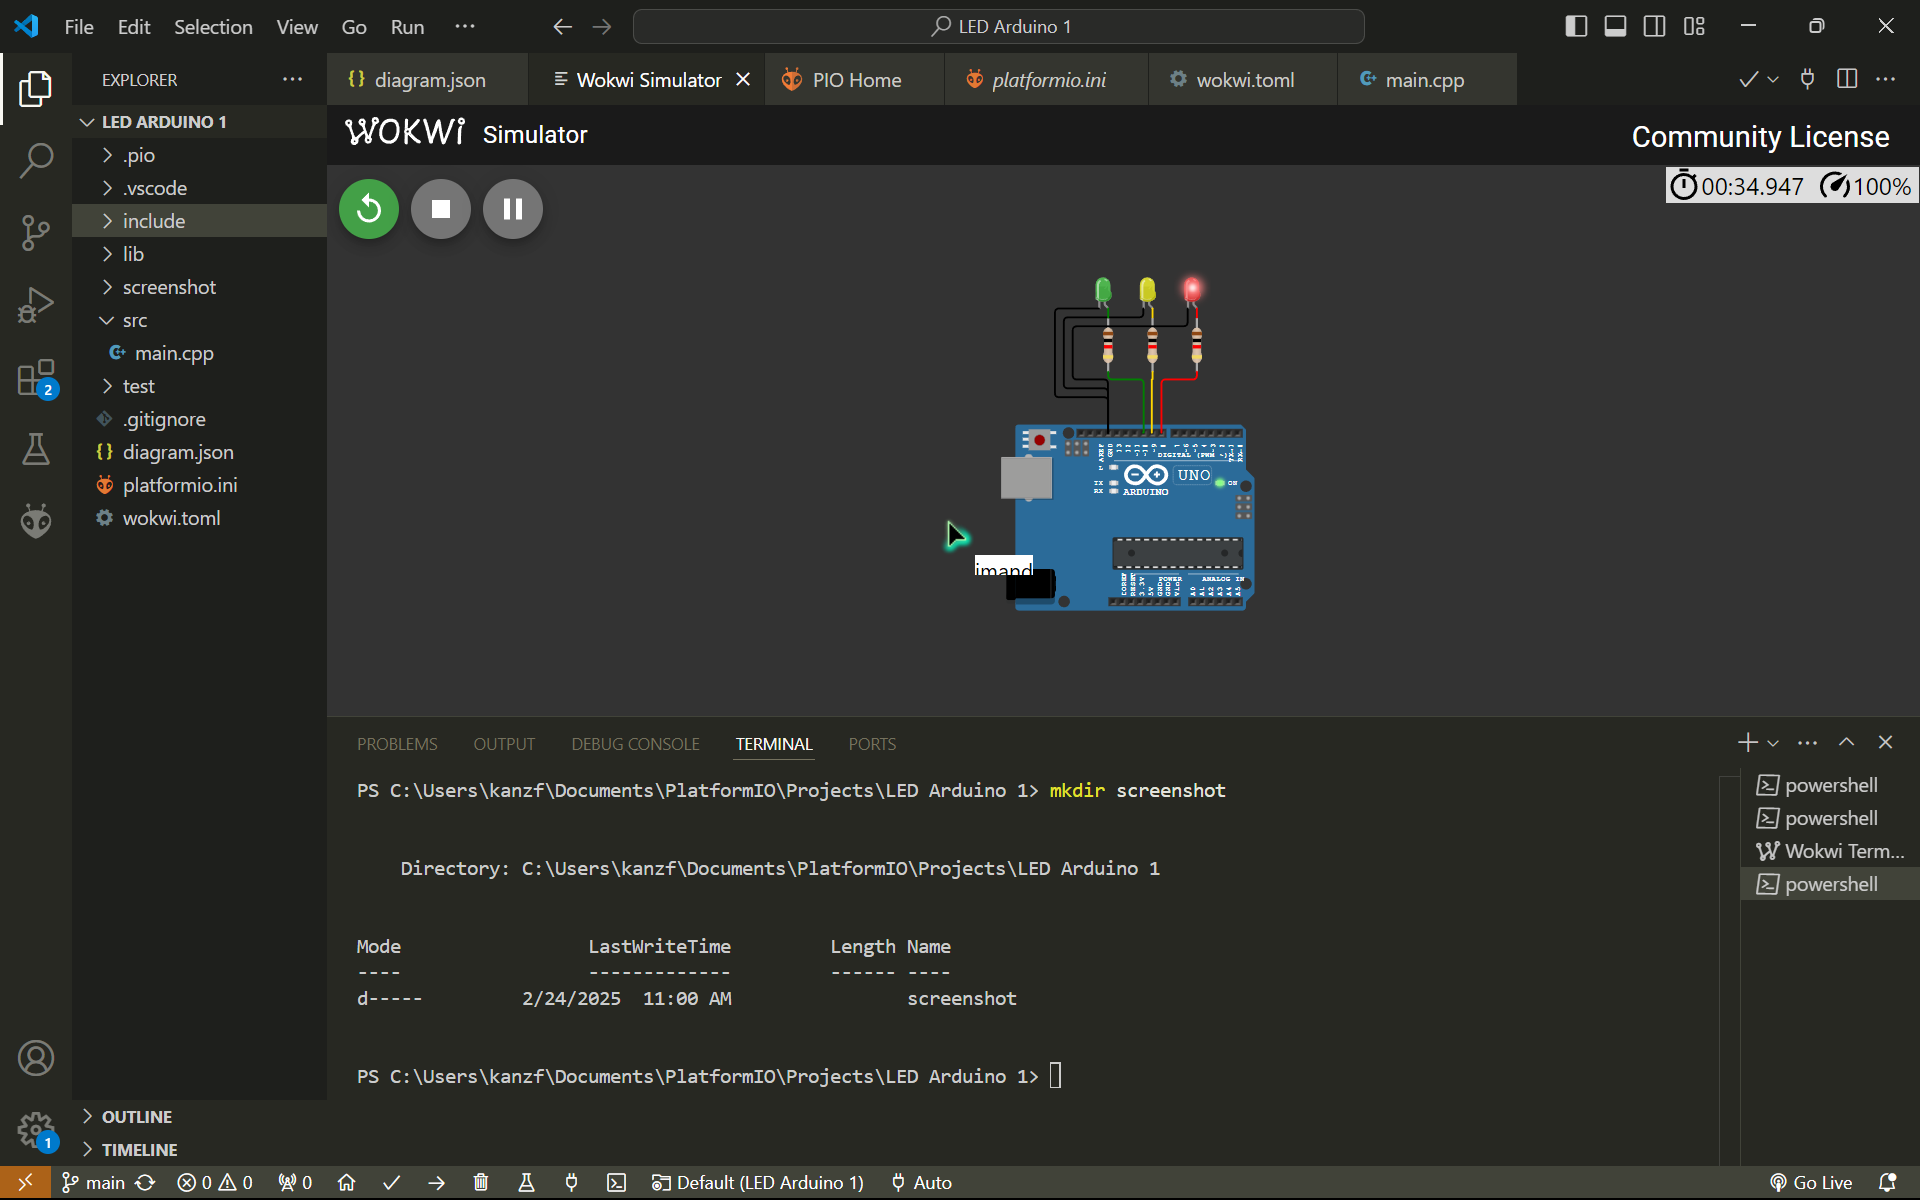 File Edit Selection View Go Run ···
LED Arduino 1
EXPLORER
diagram.json
Wokwi Simulator
PIO Home
platformio.ini
wokwi.toml
main.cpp
LED ARDUINO 1
.pio
.vscode
include
lib
screenshot
src
main.cpp
test
.gitignore
diagram.json
platformio.ini
wokwi.toml
OUTLINE
TIMELINE
WOKWi Simulator
Community License
00:34.947 100%
DIGITAL (PWM ~)
UNO
ON
TX
RX
ARDUINO
imand
POWER
ANALOG IN
PROBLEMS OUTPUT DEBUG CONSOLE TERMINAL PORTS
PS C:\Users\kanzf\Documents\PlatformIO\Projects\LED Arduino 1> mkdir screenshot
Directory: C:\Users\kanzf\Documents\PlatformIO\Projects\LED Arduino 1
Mode LastWriteTime Length Name
---- ------------- ------ ----
d----- 2/24/2025 11:00 AM screenshot
PS C:\Users\kanzf\Documents\PlatformIO\Projects\LED Arduino 1>
powershell
powershell
Wokwi Term...
powershell
2
1
main 0 0 0 Default (LED Arduino 1) Auto Go Live